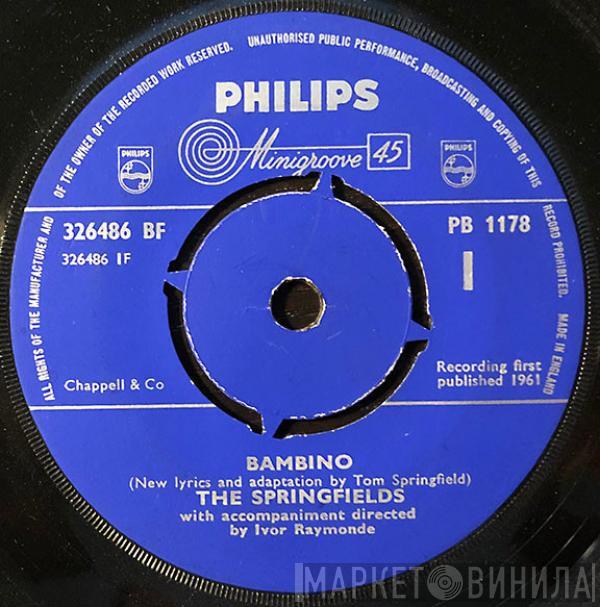 ALL RIGHTS OF THE MANUFACTURER AND OF THE OWNER OF THE RECORDED WORK RESERVED. UNAUTHORISED PUBLIC PERFORMANCE, BROADCASTING AND COPYING OF THIS RECORD PROHIBITED. MADE IN ENGLAND
PHILIPS
Minigroove 45
PHILIPS
PHILIPS
326486 BF
PB 1178
326486 1F
1
Chappell & Co
Recording first
published 1961
BAMBINO
(New lyrics and adaptation by Tom Springfield)
THE SPRINGFIELDS
with accompaniment directed
by Ivor Raymonde
МАРКЕТ ВИНИЛА